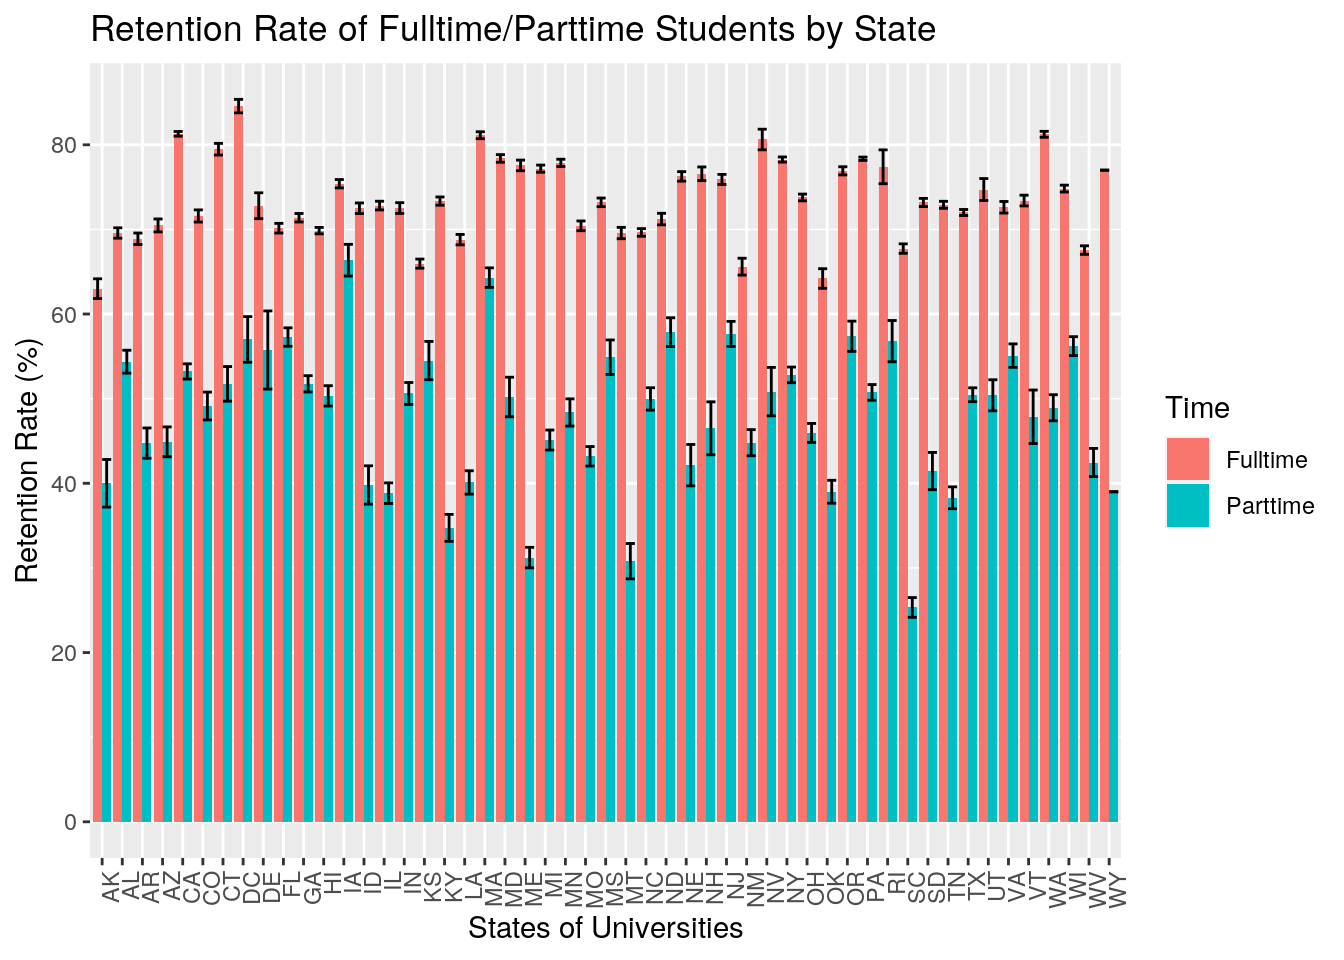 Retention Rate of Fulltime/Parttime Students by State
80
60
40
20
0
Retention Rate (%)
AK AL AR AZ CA CO CT DC DE FL GA HI IA ID IL IN KS KY LA MA MD ME MI MN MO MS MT NC ND NE NH NJ NM NV NY OH OK OR PA RI SC SD TN TX UT VA VT WA WI WV WY
States of Universities
Time
Fulltime
Parttime